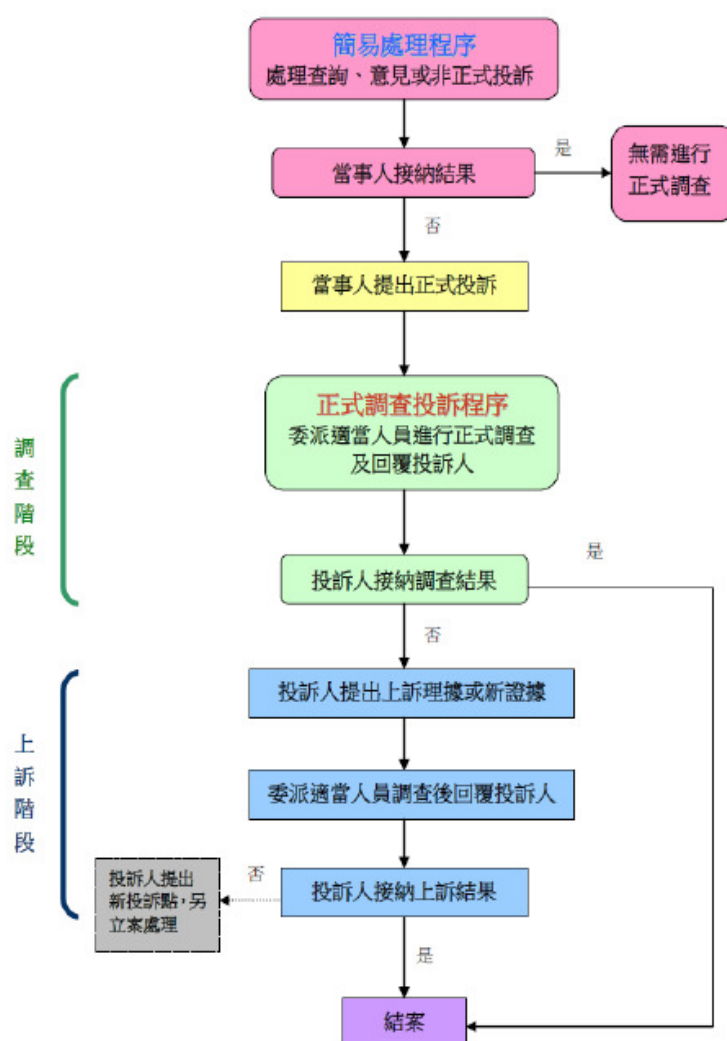 簡易處理程序
處理查詢、意見或非正式投訴
當事人接納結果
是
無需進行
正式調查
否
當事人提出正式投訴
調查階段
正式調查投訴程序
委派適當人員進行正式調查
及回覆投訴人
投訴人接納調查結果
是
否
上訴階段
投訴人提出上訴理據或新證據
委派適當人員調查後回覆投訴人
投訴人接納上訴結果
否
投訴人提出
新投訴點，另
立案處理
是
結案